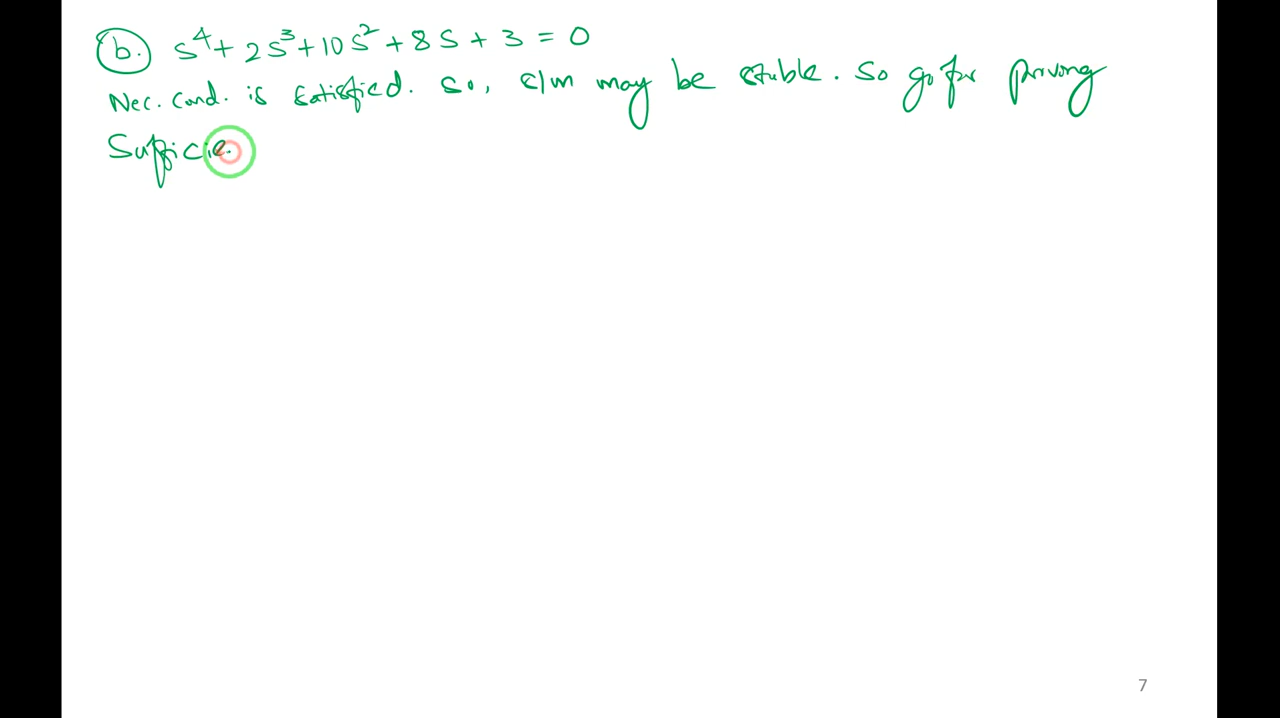 b. s⁴ + 2s³ + 10s² + 8s + 3 = 0
Nec. Cond. is satisfied. So, s/m may be stable. So go for proving
Sufficie
7